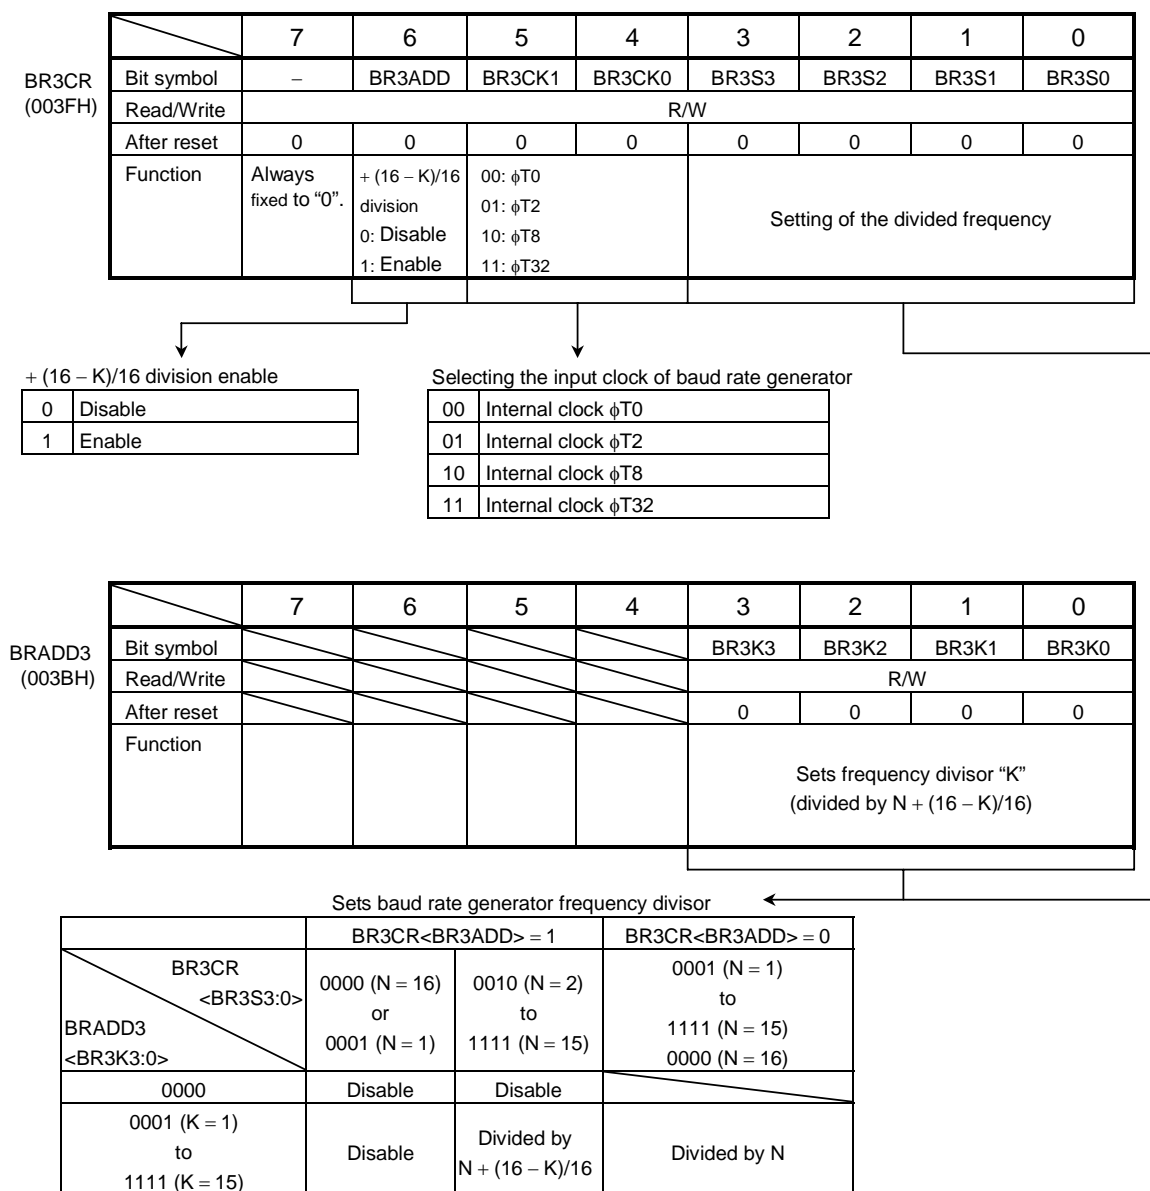 7 6 5 4 3 2 1 0
BR3CR
(003FH)
Bit symbol – BR3ADD BR3CK1 BR3CK0 BR3S3 BR3S2 BR3S1 BR3S0
Read/Write R/W
After reset 0 0 0 0 0 0 0 0
Function
Always
fixed to “0”.
+ (16 − K)/16
division
0: Disable
1: Enable
00: ϕT0
01: ϕT2
10: ϕT8
11: ϕT32
Setting of the divided frequency
+ (16 − K)/16 division enable
0 Disable
1 Enable
Selecting the input clock of baud rate generator
00 Internal clock ϕT0
01 Internal clock ϕT2
10 Internal clock ϕT8
11 Internal clock ϕT32
7 6 5 4 3 2 1 0
BRADD3
(003BH)
Bit symbol BR3K3 BR3K2 BR3K1 BR3K0
Read/Write R/W
After reset 0 0 0 0
Function
Sets frequency divisor “K”
(divided by N + (16 − K)/16)
Sets baud rate generator frequency divisor
BR3CR<BR3ADD> = 1 BR3CR<BR3ADD> = 0
BR3CR
<BR3S3:0>
BRADD3
<BR3K3:0>
0000 (N = 16)
or
0001 (N = 1)
0010 (N = 2)
to
1111 (N = 15)
0001 (N = 1)
to
1111 (N = 15)
0000 (N = 16)
0000 Disable Disable
0001 (K = 1)
to
1111 (K = 15)
Disable
Divided by
N + (16 − K)/16
Divided by N